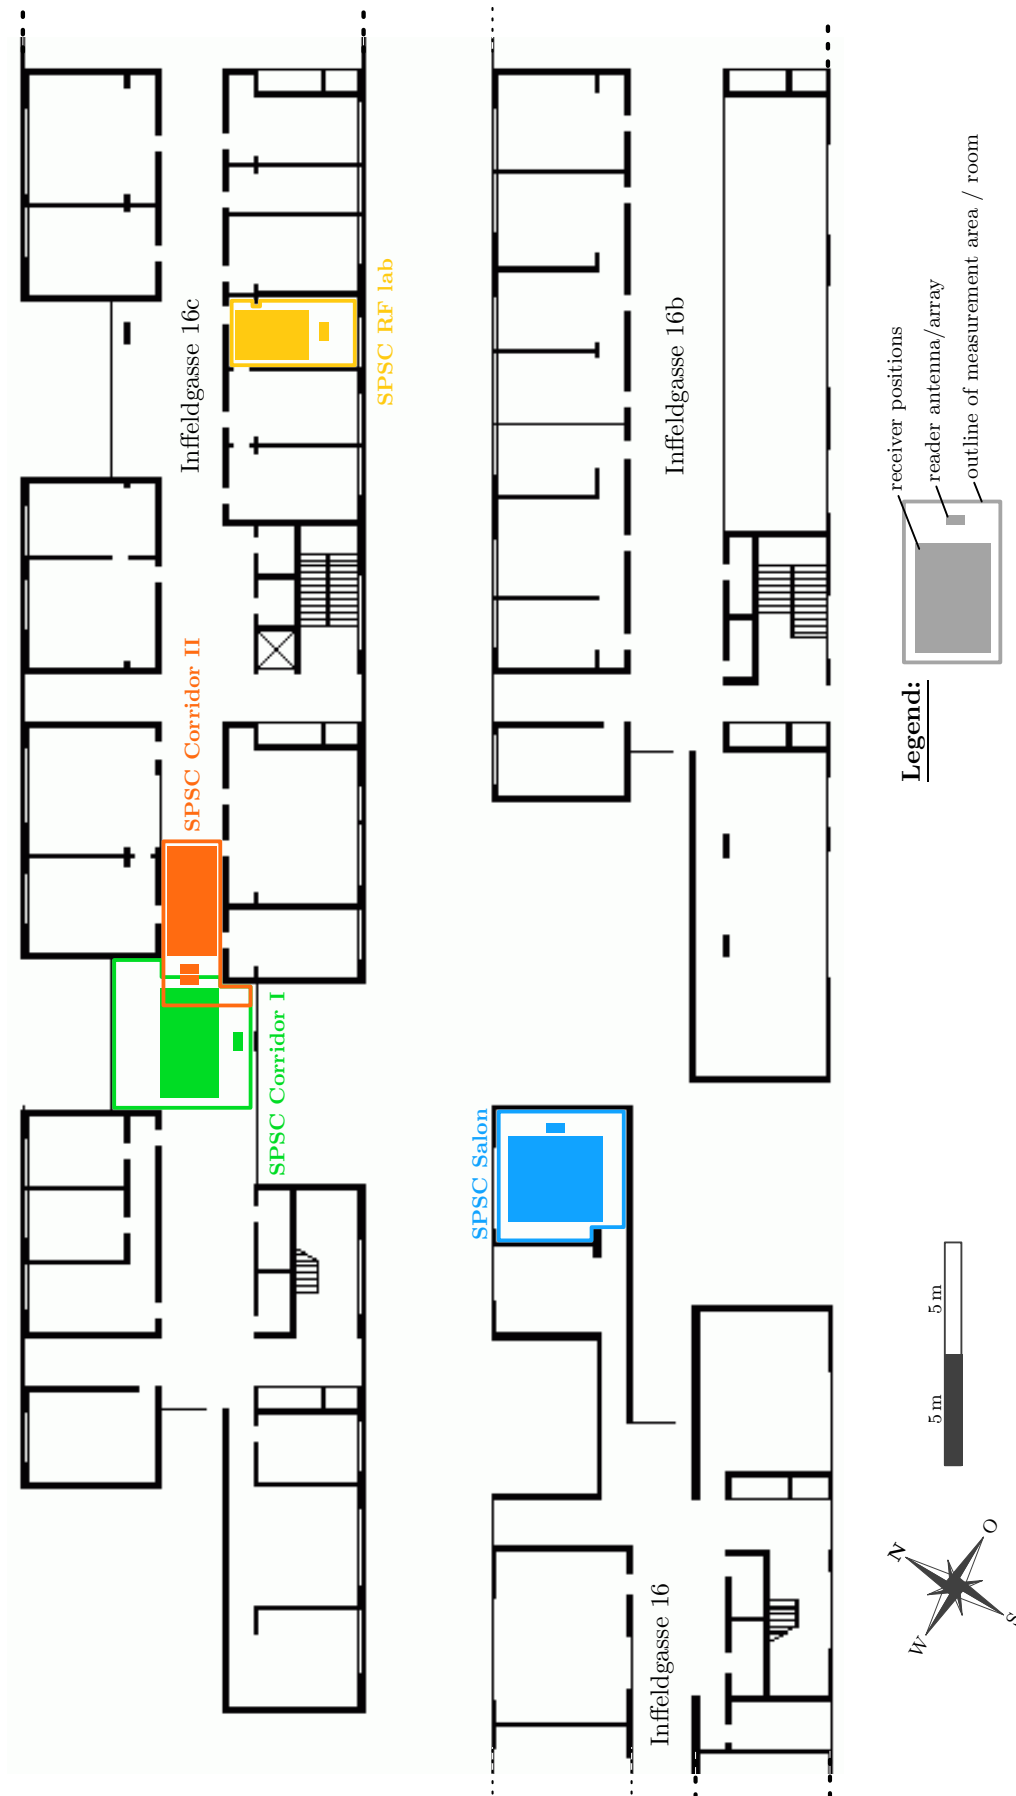 Inffeldgasse 16c
SPSC RF lab
SPSC Corridor II
SPSC Corridor I
SPSC Salon
Inffeldgasse 16b
Inffeldgasse 16
Legend:
receiver positions
reader antenna/array
outline of measurement area / room
5 m
5 m
N
O
S
W